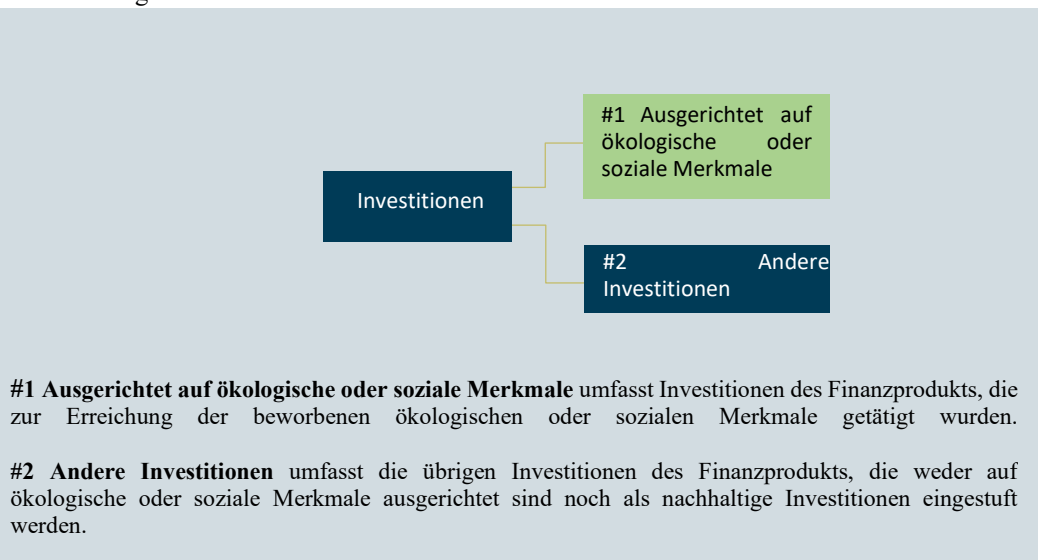 #1 Ausgerichtet auf
ökologische oder
soziale Merkmale
Investitionen
#2 Andere
Investitionen
#1 Ausgerichtet auf ökologische oder soziale Merkmale umfasst Investitionen des Finanzprodukts, die
zur Erreichung der beworbenen ökologischen oder sozialen Merkmale getätigt wurden.
#2 Andere Investitionen umfasst die übrigen Investitionen des Finanzprodukts, die weder auf
ökologische oder soziale Merkmale ausgerichtet sind noch als nachhaltige Investitionen eingestuft
werden.